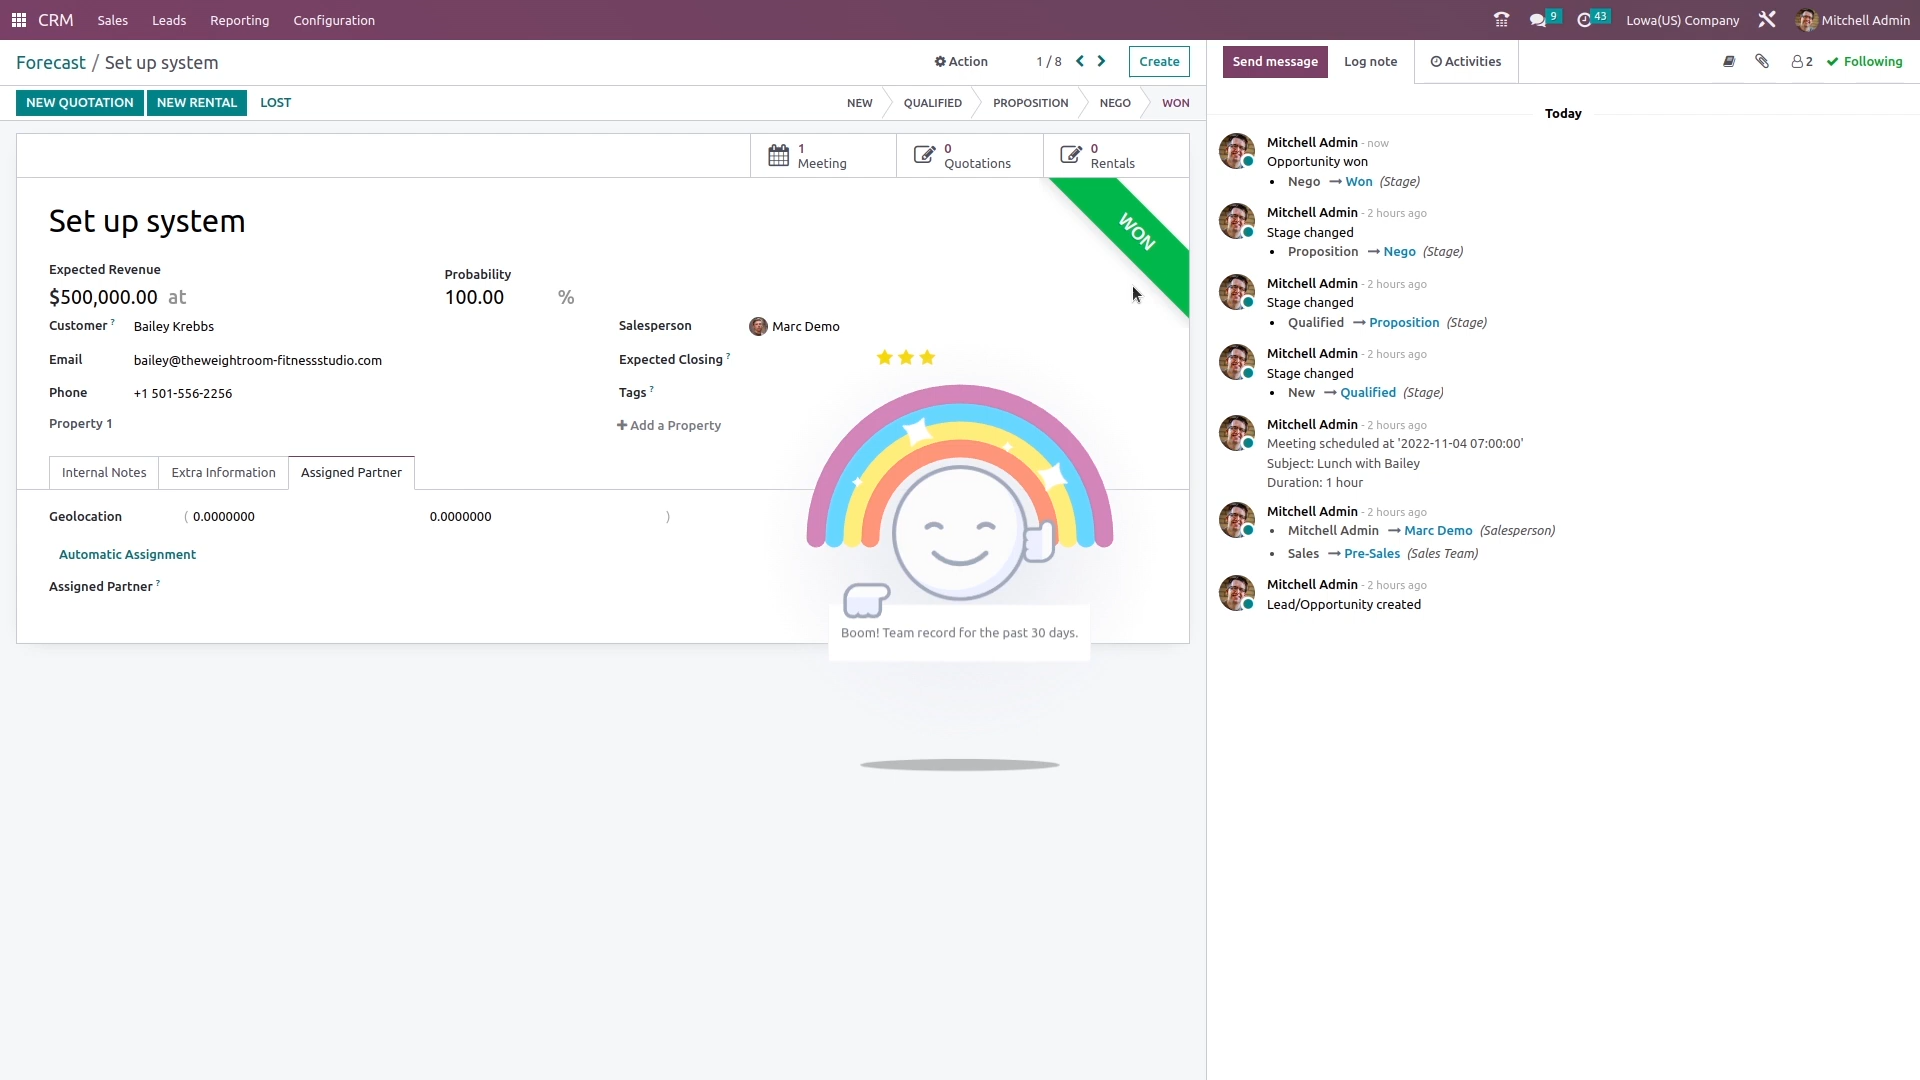 CRM Sales Leads Reporting Configuration 9 43 Lowa(US) Company Mitchell Admin
Forecast / Set up system Action 1 / 8 Create
NEW QUOTATION NEW RENTAL LOST NEW QUALIFIED PROPOSITION NEGO WON
1 Meeting
0 Quotations
0 Rentals
WON
Set up system
Expected Revenue
$500,000.00 at
Probability
100.00 %
Customer ? Bailey Krebbs
Email bailey@theweightroom-fitnessstudio.com
Phone +1 501-556-2256
Property 1
Salesperson Marc Demo
Expected Closing ?
Tags ?
Add a Property
Internal Notes Extra Information Assigned Partner
Geolocation ( 0.0000000 0.0000000 )
Automatic Assignment
Assigned Partner ?
Boom! Team record for the past 30 days.
Send message Log note Activities 2 Following
Today
Mitchell Admin - now
Opportunity won
• Nego → Won (Stage)
Mitchell Admin - 2 hours ago
Stage changed
• Proposition → Nego (Stage)
Mitchell Admin - 2 hours ago
Stage changed
• Qualified → Proposition (Stage)
Mitchell Admin - 2 hours ago
Stage changed
• New → Qualified (Stage)
Mitchell Admin - 2 hours ago
Meeting scheduled at '2022-11-04 07:00:00'
Subject: Lunch with Bailey
Duration: 1 hour
Mitchell Admin - 2 hours ago
• Mitchell Admin → Marc Demo (Salesperson)
• Sales → Pre-Sales (Sales Team)
Mitchell Admin - 2 hours ago
Lead/Opportunity created